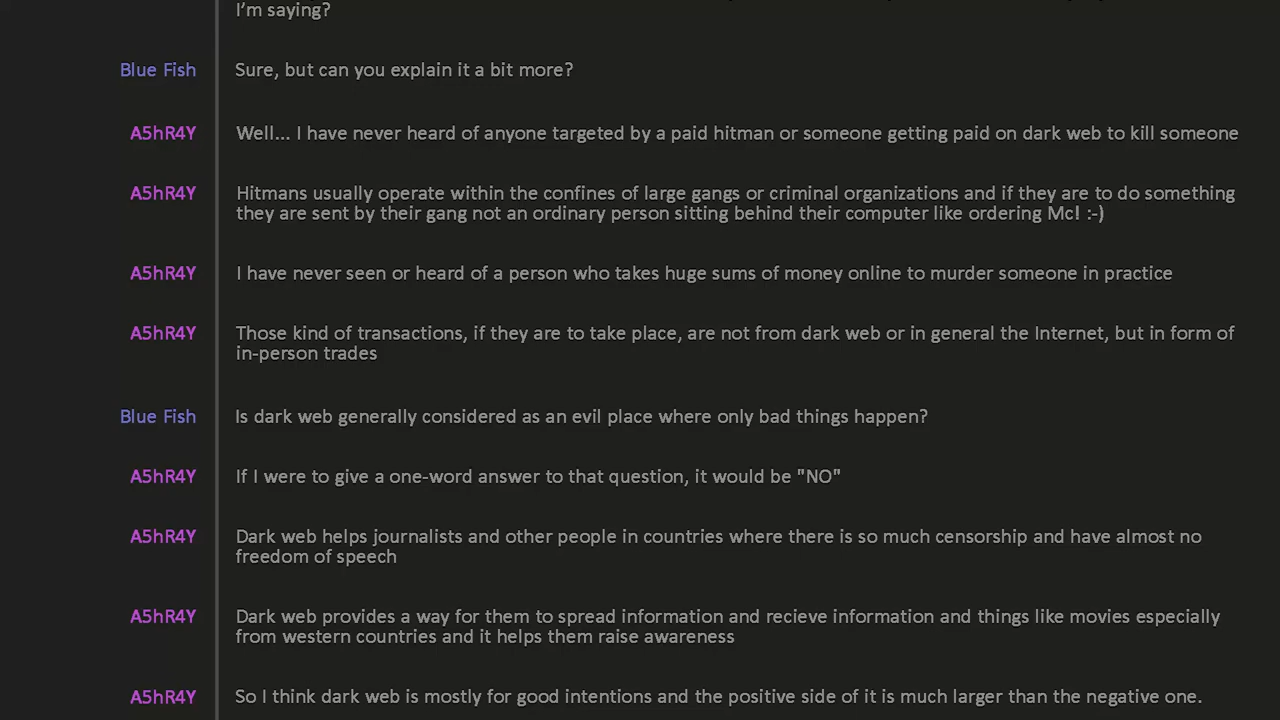 I'm saying?
Blue Fish Sure, but can you explain it a bit more?
A5hR4Y Well... I have never heard of anyone targeted by a paid hitman or someone getting paid on dark web to kill someone
A5hR4Y Hitmans usually operate within the confines of large gangs or criminal organizations and if they are to do something
they are sent by their gang not an ordinary person sitting behind their computer like ordering Mc! :-)
A5hR4Y I have never seen or heard of a person who takes huge sums of money online to murder someone in practice
A5hR4Y Those kind of transactions, if they are to take place, are not from dark web or in general the Internet, but in form of
in-person trades
Blue Fish Is dark web generally considered as an evil place where only bad things happen?
A5hR4Y If I were to give a one-word answer to that question, it would be "NO"
A5hR4Y Dark web helps journalists and other people in countries where there is so much censorship and have almost no
freedom of speech
A5hR4Y Dark web provides a way for them to spread information and recieve information and things like movies especially
from western countries and it helps them raise awareness
A5hR4Y So I think dark web is mostly for good intentions and the positive side of it is much larger than the negative one.